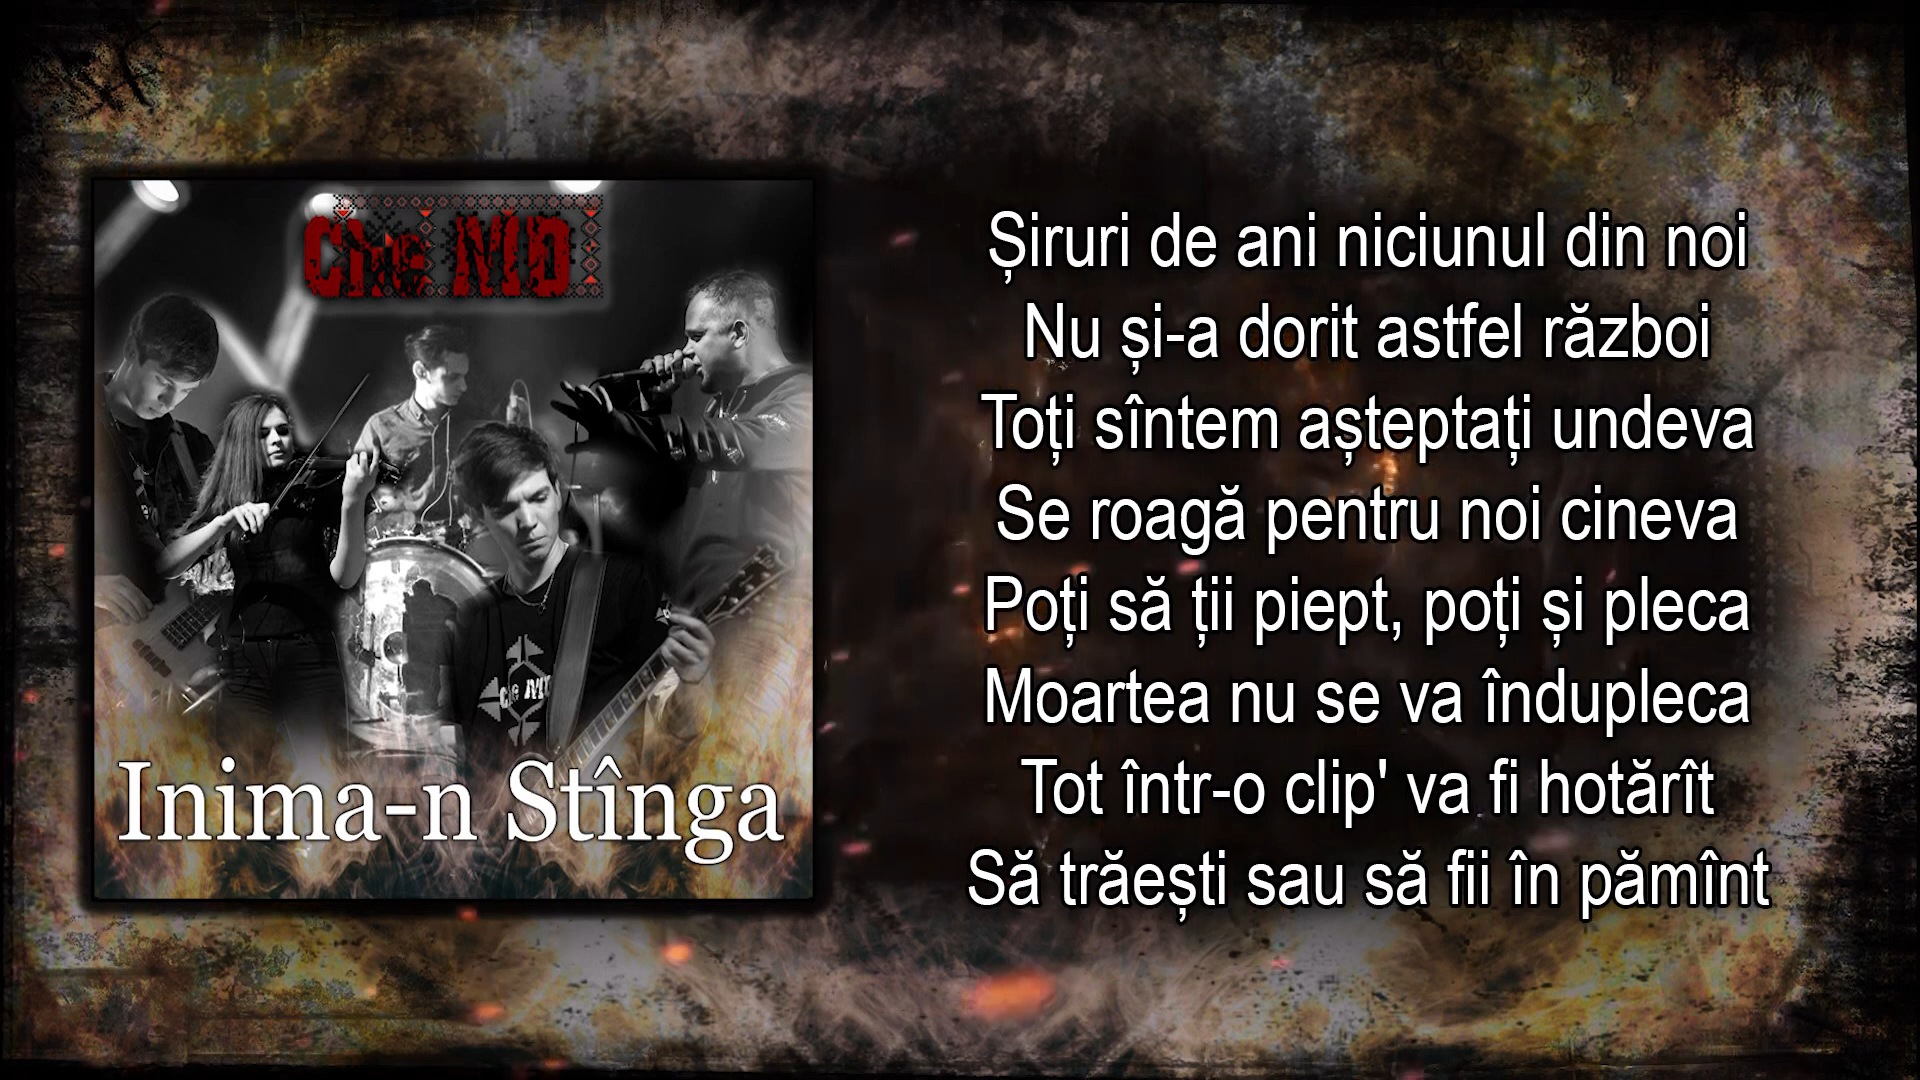 Che MD
Inima-n Stînga
Șiruri de ani niciunul din noi
Nu și-a dorit astfel război
Toți sîntem așteptați undeva
Se roagă pentru noi cineva
Poți să ții piept, poți și pleca
Moartea nu se va îndupleca
Tot într-o clip' va fi hotărît
Să trăești sau să fii în pămînt